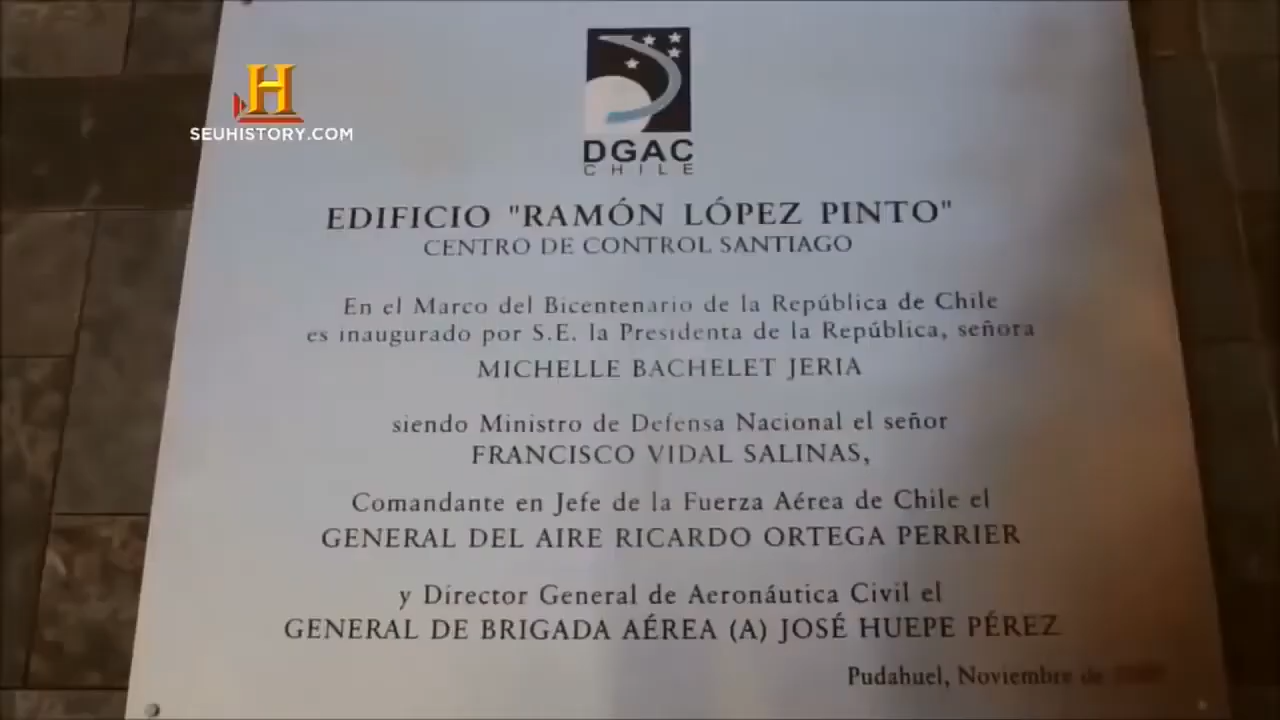 H
SEUHISTORY.COM
DGAC
CHILE
EDIFICIO "RAMÓN LÓPEZ PINTO"
CENTRO DE CONTROL SANTIAGO
En el Marco del Bicentenario de la República de Chile
es inaugurado por S.E. la Presidenta de la República, señora
MICHELLE BACHELET JERIA
siendo Ministro de Defensa Nacional el señor
FRANCISCO VIDAL SALINAS,
Comandante en Jefe de la Fuerza Aérea de Chile el
GENERAL DEL AIRE RICARDO ORTEGA PERRIER
y Director General de Aeronáutica Civil el
GENERAL DE BRIGADA AÉREA (A) JOSÉ HUEPE PÉREZ
Pudahuel, Noviembre de